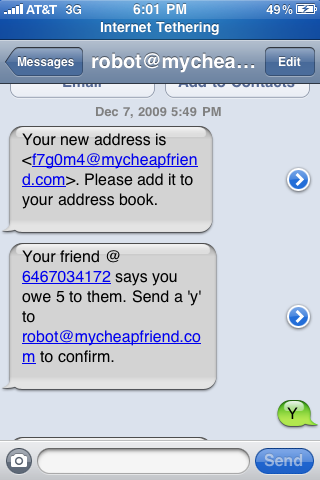 AT&T 3G 6:01 PM 49%
Internet Tethering
Messages robot@mychea... Edit
Email Add to Contacts
Dec 7, 2009 5:49 PM
Your new address is
<f7g0m4@mycheapfrien
d.com>. Please add it to
your address book.
Your friend @
6467034172 says you
owe 5 to them. Send a 'y'
to
robot@mycheapfriend.co
m to confirm.
Y
Send